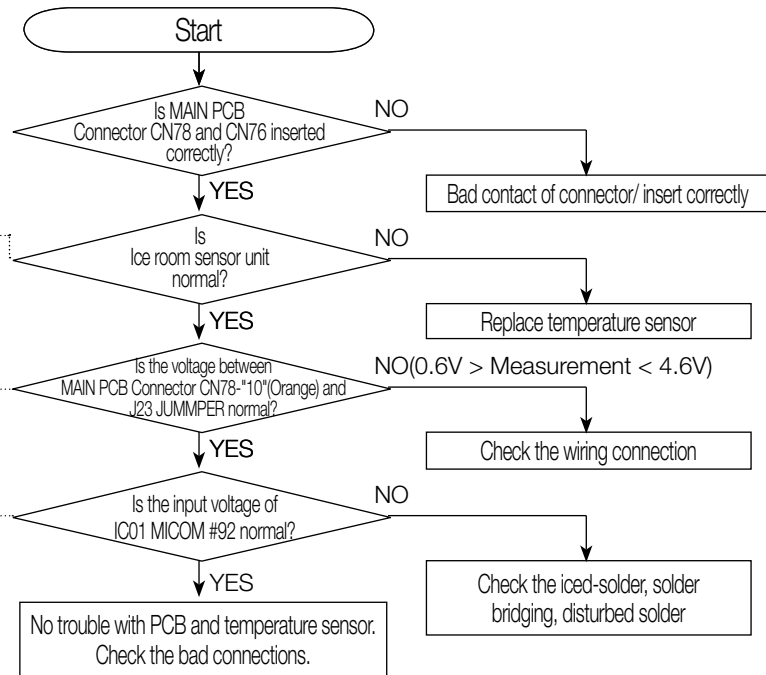 Start
Is MAIN PCB
Connector CN78 and CN76 inserted
correctly?
NO
Bad contact of connector/ insert correctly
YES
Is
Ice room sensor unit
normal?
NO
Replace temperature sensor
YES
Is the voltage between
MAIN PCB Connector CN78-"10"(Orange) and
J23 JUMMPER normal?
NO(0.6V > Measurement < 4.6V)
Check the wiring connection
YES
Is the input voltage of
IC01 MICOM #92 normal?
NO
Check the iced-solder, solder
bridging, disturbed solder
YES
No trouble with PCB and temperature sensor.
Check the bad connections.